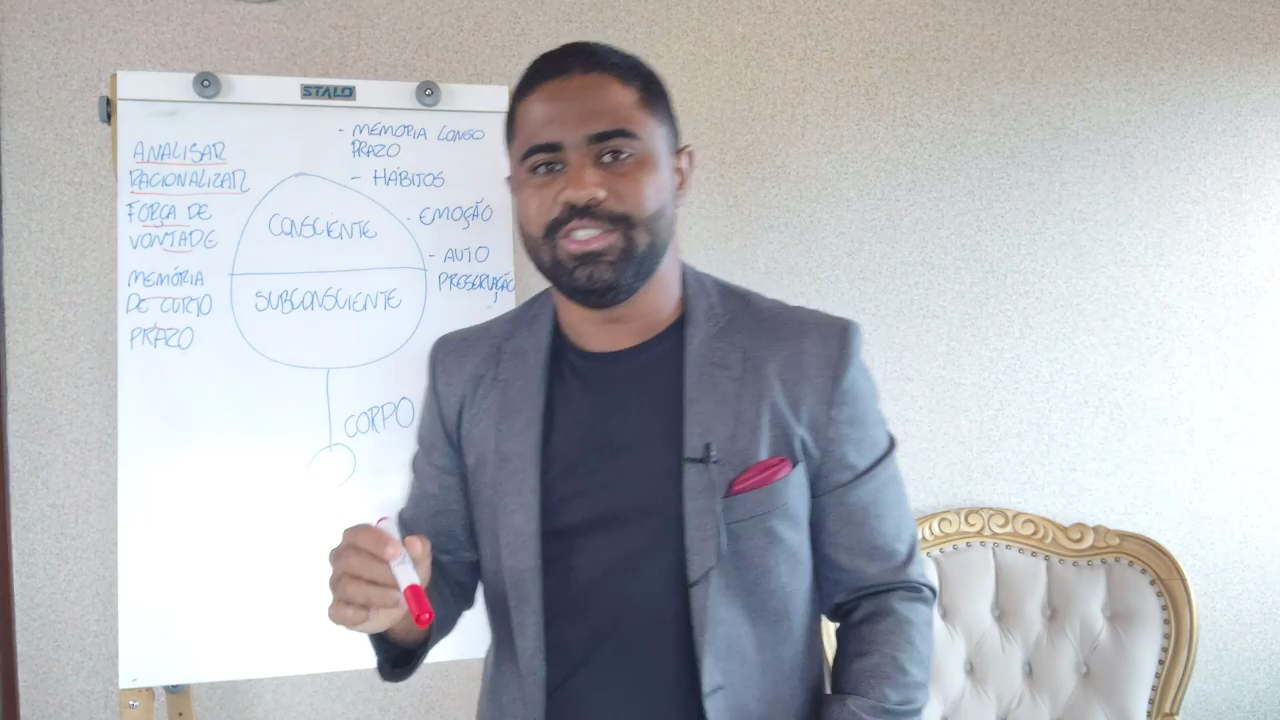 STALO
ANALISAR
RACIONALIZAR
FORÇA DE
VONTADE
MEMÓRIA
DE CURTO
PRAZO
CONSCIENTE
SUBCONSCIENTE
- MEMORIA LONGO
PRAZO
- HÁBITOS
- EMOÇÃO
- AUTO
PRESERVAÇÃO
CORPO